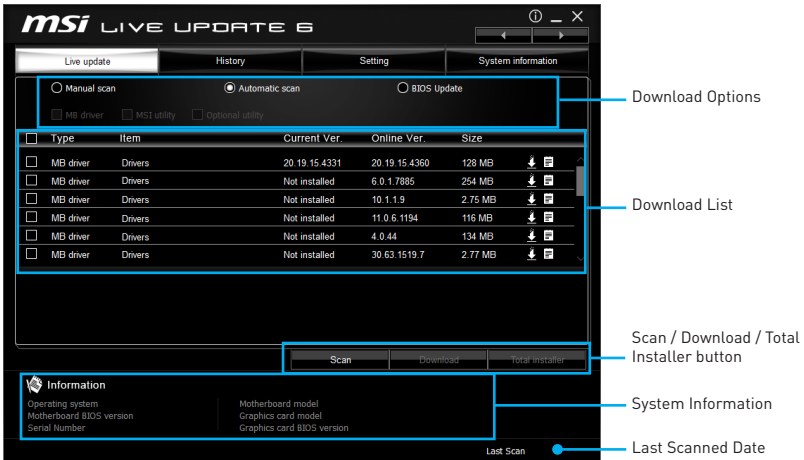 msi LIVE UPDATE 6
Live update History Setting System information
Manual scan Automatic scan BIOS Update
MB driver MSI utility Optional utility
Download Options
Type Item Current Ver. Online Ver. Size
MB driver Drivers 20.19.15.4331 20.19.15.4360 128 MB
MB driver Drivers Not installed 6.0.1.7885 254 MB
MB driver Drivers Not installed 10.1.1.9 2.75 MB
Download List
MB driver Drivers Not installed 11.0.6.1194 116 MB
MB driver Drivers Not installed 4.0.44 134 MB
MB driver Drivers Not installed 30.63.1519.7 2.77 MB
Scan Download Total Installer
Scan / Download / Total
Installer button
Information
Operating system Motherboard model
Motherboard BIOS version Graphics card model
Serial Number Graphics card BIOS version
System Information
Last Scan
Last Scanned Date